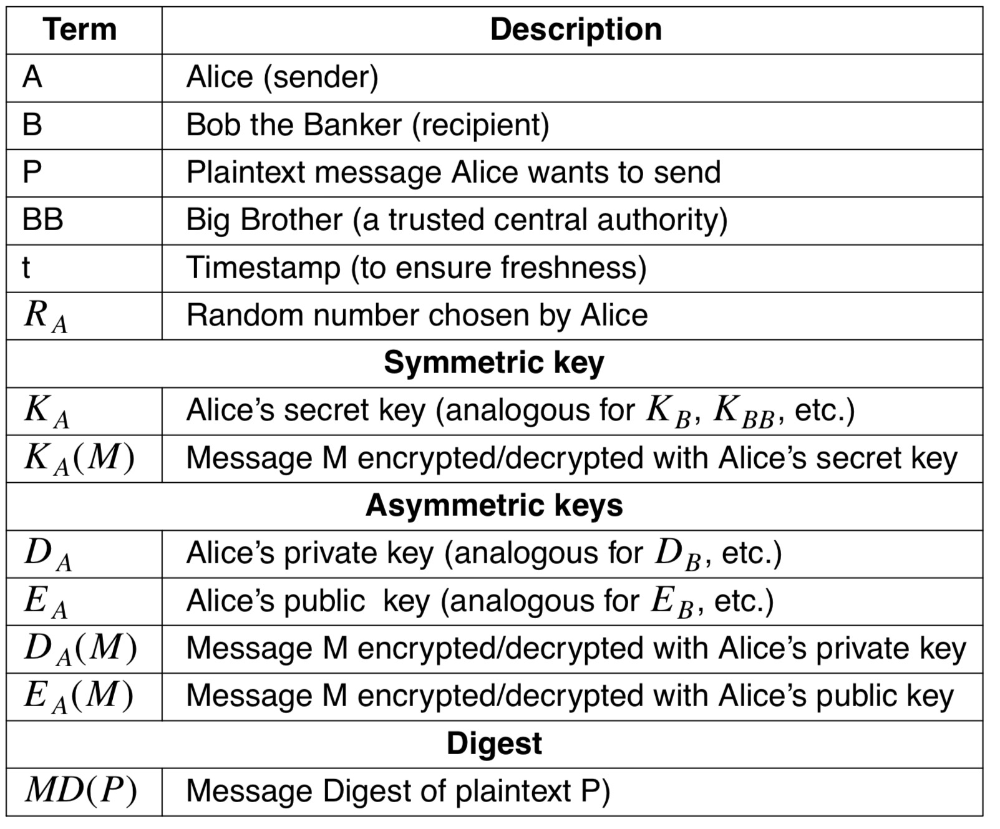 Term Description
A Alice (sender)
B Bob the Banker (recipient)
P Plaintext message Alice wants to send
BB Big Brother (a trusted central authority)
t Timestamp (to ensure freshness)
R_A Random number chosen by Alice
Symmetric key
K_A Alice’s secret key (analogous for K_B, K_BB, etc.)
K_A(M) Message M encrypted/decrypted with Alice’s secret key
Asymmetric keys
D_A Alice’s private key (analogous for D_B, etc.)
E_A Alice’s public key (analogous for E_B, etc.)
D_A(M) Message M encrypted/decrypted with Alice’s private key
E_A(M) Message M encrypted/decrypted with Alice’s public key
Digest
MD(P) Message Digest of plaintext P)